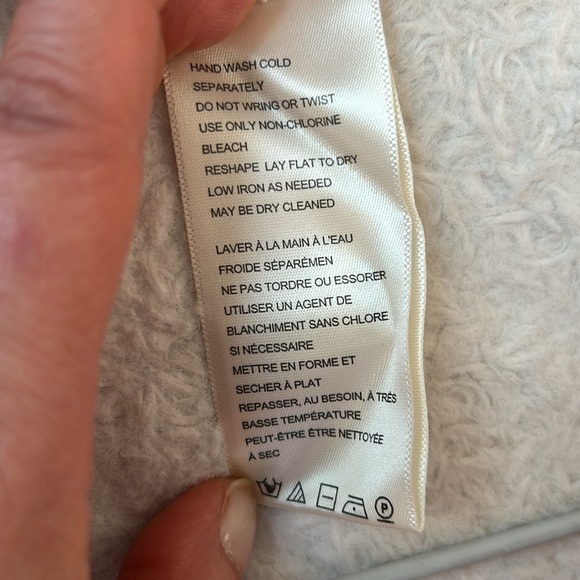 HAND WASH COLD
SEPARATELY
DO NOT WRING OR TWIST
USE ONLY NON-CHLORINE
BLEACH
RESHAPE LAY FLAT TO DRY
LOW IRON AS NEEDED
MAY BE DRY CLEANED
LAVER À LA MAIN À L'EAU
FROIDE SÉPARÉMEN
NE PAS TORDRE OU ESSORER
UTILISER UN AGENT DE
BLANCHIMENT SANS CHLORE
SI NÉCESSAIRE
METTRE EN FORME ET
SECHER À PLAT
REPASSER, AU BESOIN, À TRÉS
BASSE TEMPÉRATURE
PEUT-ÊTRE ÊTRE NETTOYÉE
À SEC
P